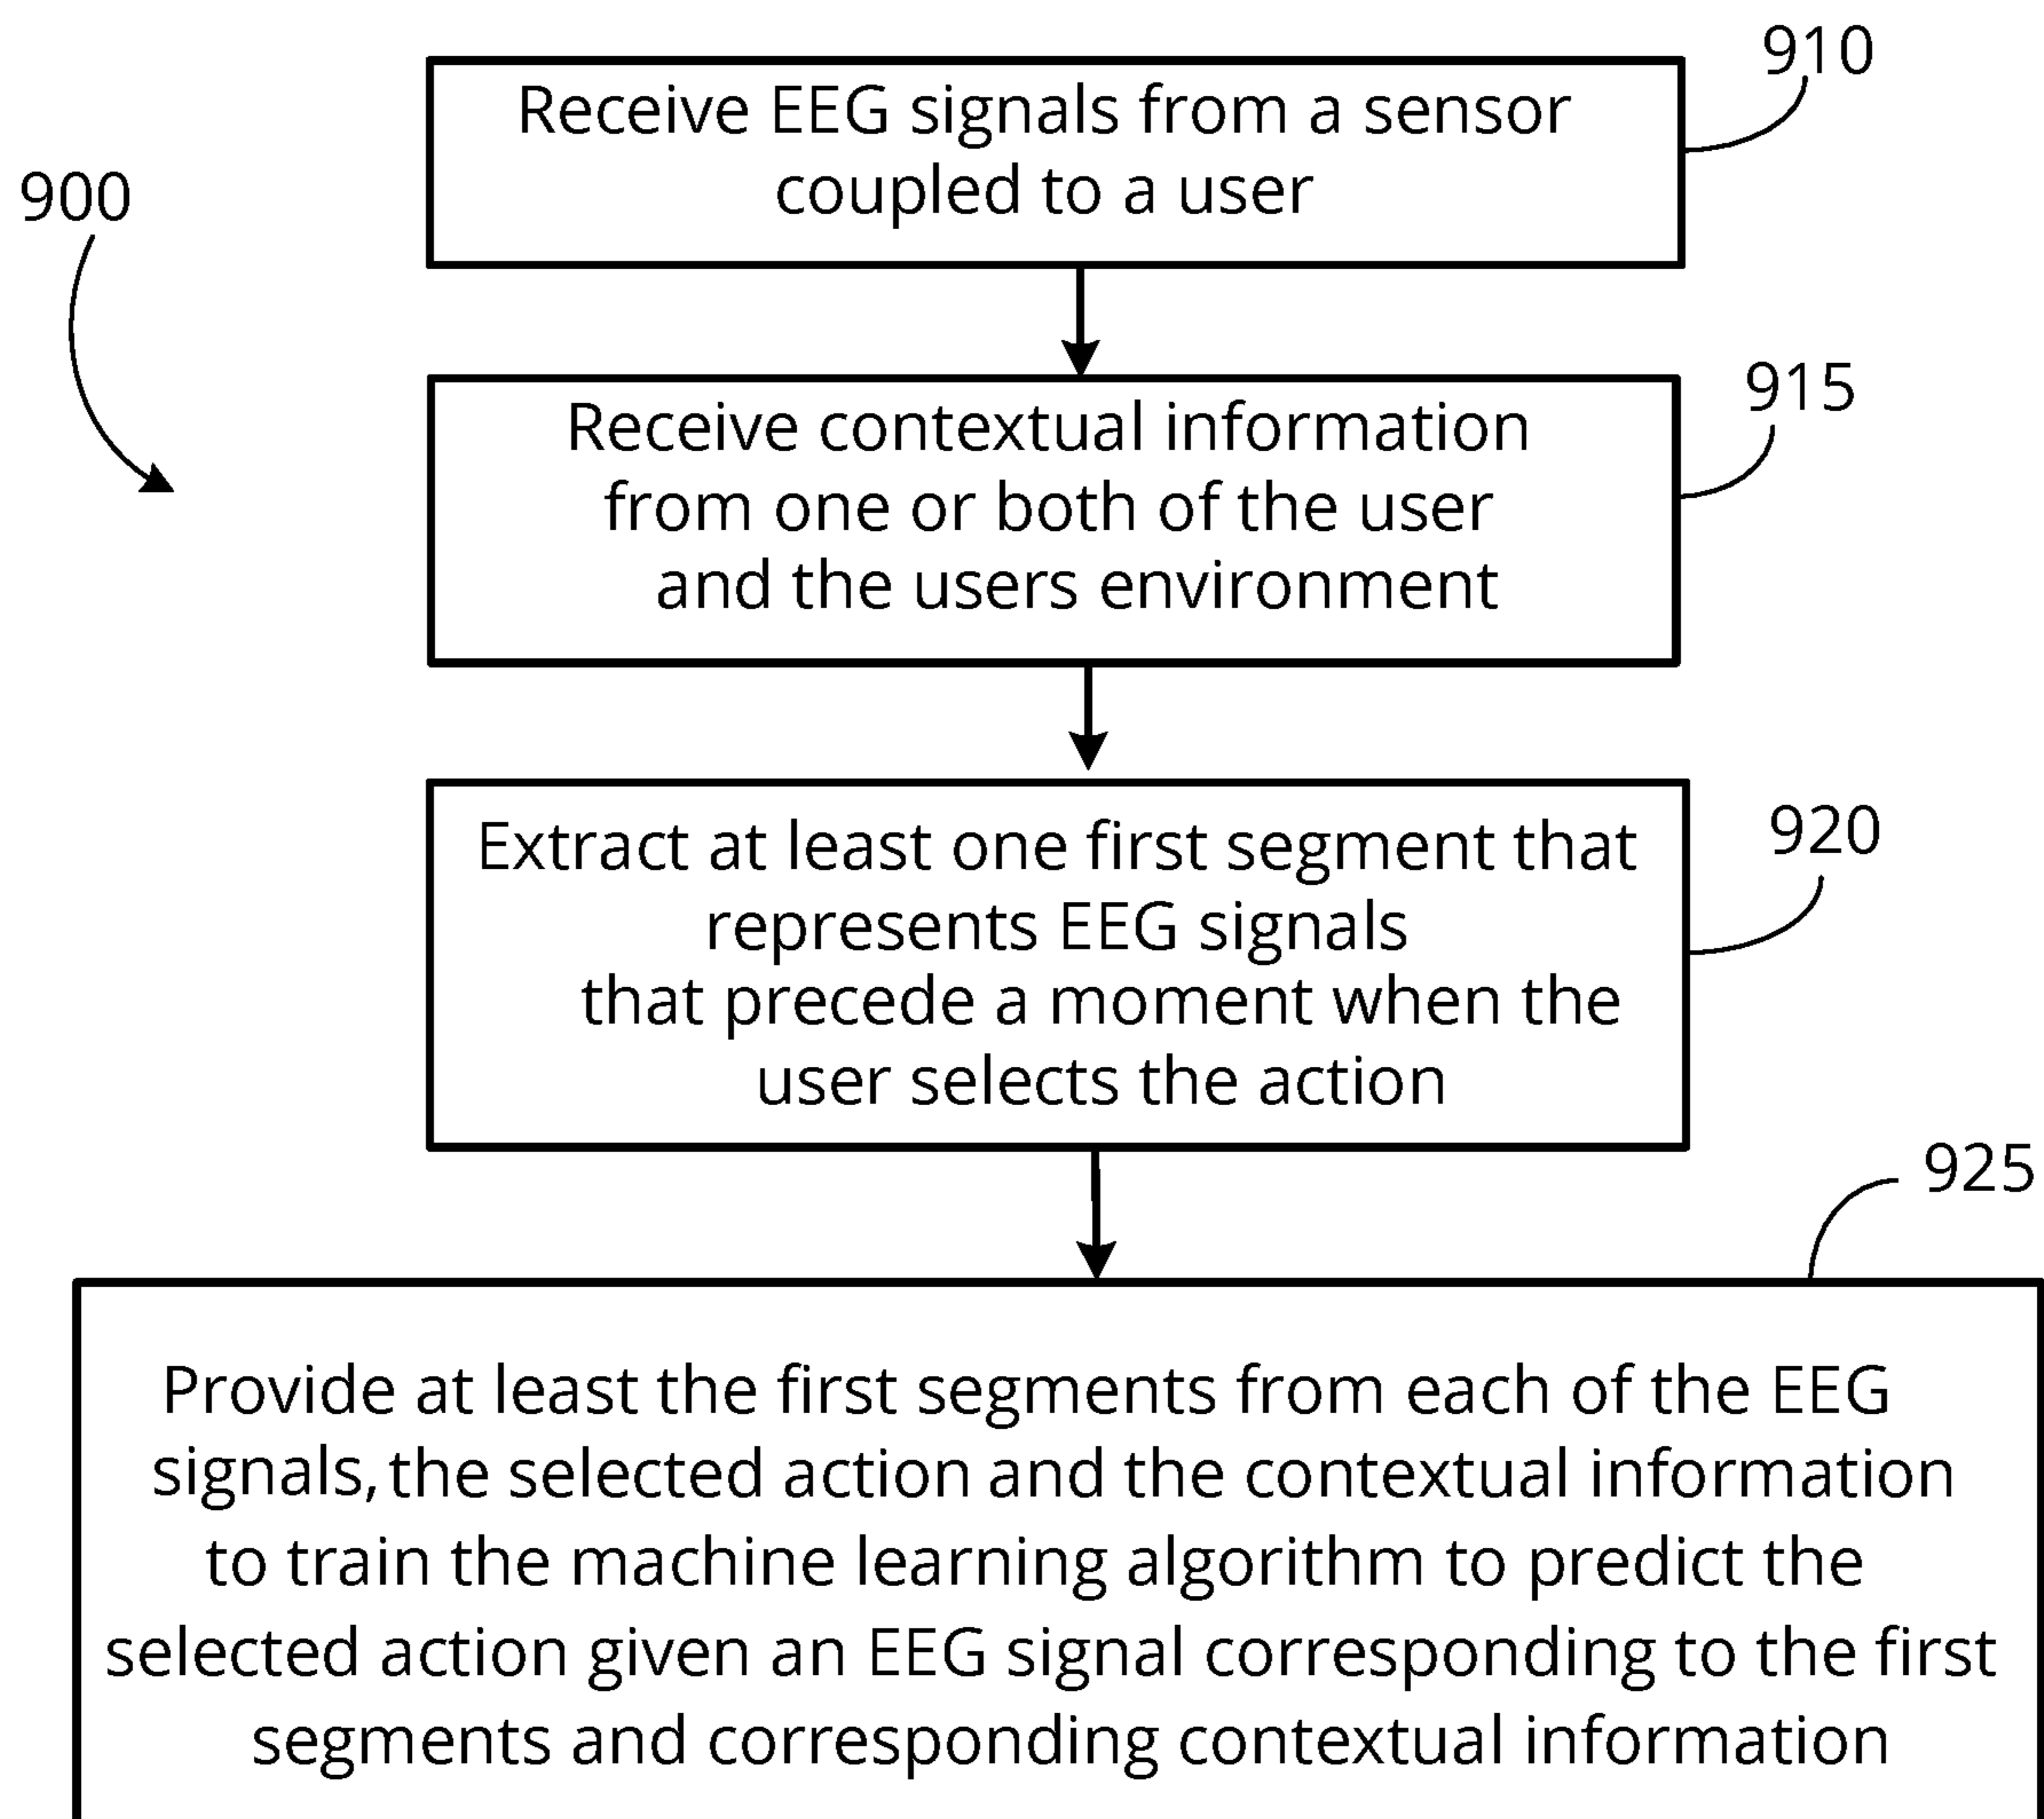 910
Receive EEG signals from a sensor
coupled to a user
900
915
Receive contextual information
from one or both of the user
and the users environment
920
Extract at least one first segment that
represents EEG signals
that precede a moment when the
user selects the action
925
Provide at least the first segments from each of the EEG
signals, the selected action and the contextual information
to train the machine learning algorithm to predict the
selected action given an EEG signal corresponding to the first
segments and corresponding contextual information